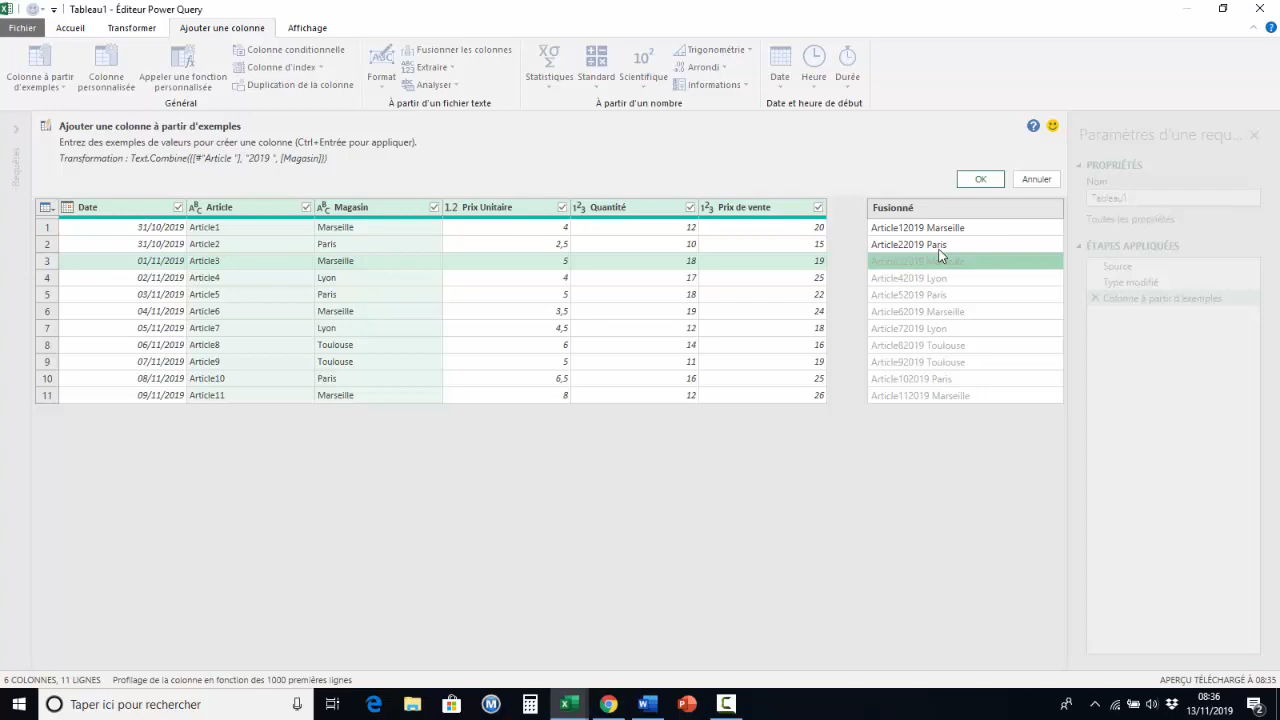 Tableau1 - Éditeur Power Query
Fichier Accueil Transformer Ajouter une colonne Affichage
Colonne à partir d'exemples
Colonne personnalisée
Appeler une fonction personnalisée
Colonne conditionnelle
Colonne d'index
Duplication de la colonne
Général
Format
Fusionner les colonnes
Extraire
Analyser
À partir d'un fichier texte
Statistiques
Standard
10² Scientifique
Trigonométrie
Arrondi
Informations
À partir d'un nombre
Date
Heure
Durée
Date et heure de début
Ajouter une colonne à partir d'exemples
Entrez des exemples de valeurs pour créer une colonne (Ctrl+Entrée pour appliquer).
Transformation : Text.Combine({[#"Article "], "2019 ", [Magasin]})
OK Annuler
Date Article Magasin 1.2 Prix Unitaire Quantité Prix de vente Fusionné
1 31/10/2019 Article1 Marseille 4 12 20 Article12019 Marseille
2 31/10/2019 Article2 Paris 2,5 10 15 Article22019 Paris
3 01/11/2019 Article3 Marseille 5 18 19
4 02/11/2019 Article4 Lyon 4 17 25 Article42019 Lyon
5 03/11/2019 Article5 Paris 5 18 22 Article52019 Paris
6 04/11/2019 Article6 Marseille 3,5 19 24 Article62019 Marseille
7 05/11/2019 Article7 Lyon 4,5 12 18 Article72019 Lyon
8 06/11/2019 Article8 Toulouse 6 14 16 Article82019 Toulouse
9 07/11/2019 Article9 Toulouse 5 11 19 Article92019 Toulouse
10 08/11/2019 Article10 Paris 6,5 16 25 Article102019 Paris
11 09/11/2019 Article11 Marseille 8 12 26 Article112019 Marseille
Requêtes
Paramètres d'une requ...
PROPRIÉTÉS
Nom
Tableau1
Toutes les propriétés
ÉTAPES APPLIQUÉES
Source
Type modifié
Colonne à partir d'exemples
6 COLONNES, 11 LIGNES Profilage de la colonne en fonction des 1000 premières lignes
APERÇU TÉLÉCHARGÉ À 08:35
Taper ici pour rechercher
08:36
13/11/2019